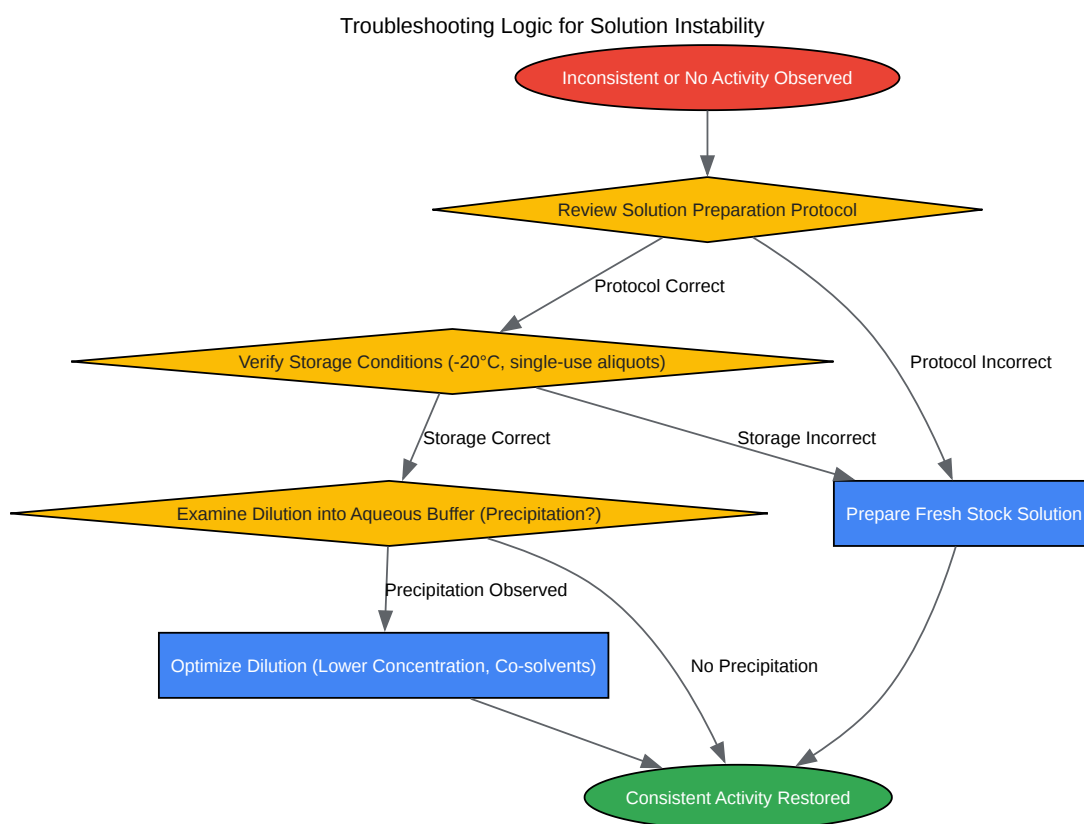 Troubleshooting Logic for Solution Instability
Inconsistent or No Activity Observed
Review Solution Preparation Protocol
Protocol Correct
Verify Storage Conditions (-20°C, single-use aliquots)
Protocol Incorrect
Storage Correct
Storage Incorrect
Examine Dilution into Aqueous Buffer (Precipitation?)
Prepare Fresh Stock Solution
Precipitation Observed
Optimize Dilution (Lower Concentration, Co-solvents)
No Precipitation
Consistent Activity Restored